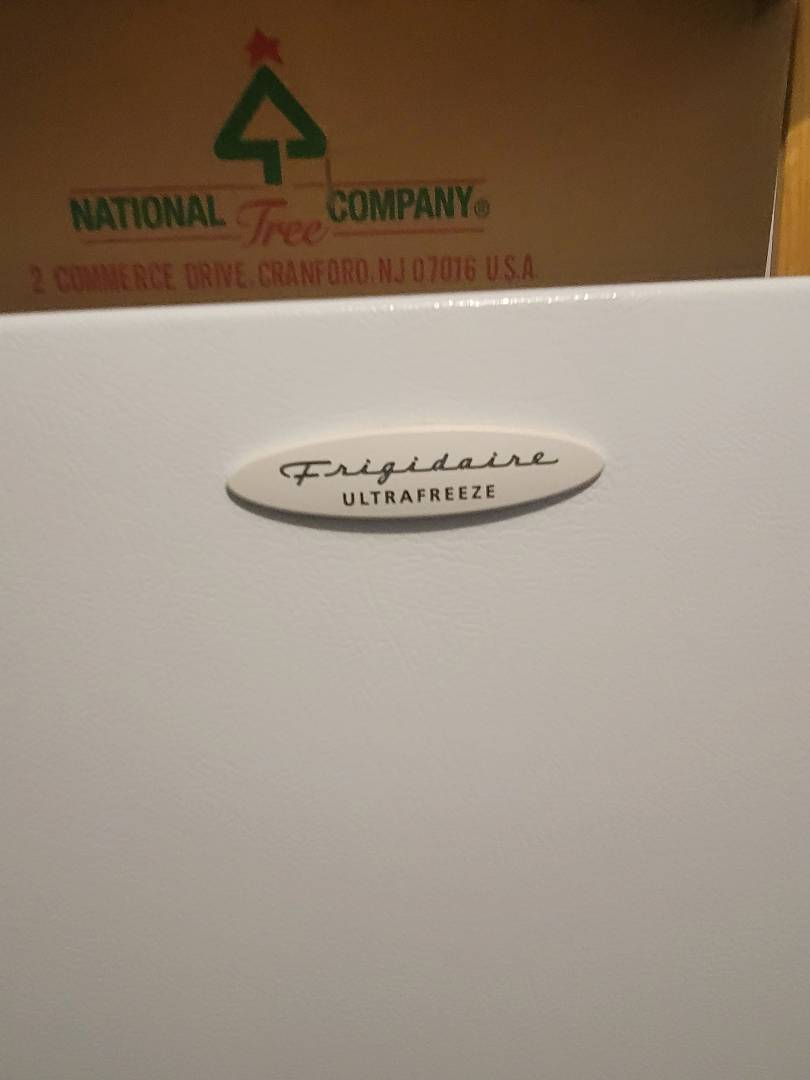 NATIONAL Tree COMPANY®
2 COMMERCE DRIVE, CRANFORD, NJ 07016 U.S.A
Frigidaire
ULTRAFREEZE